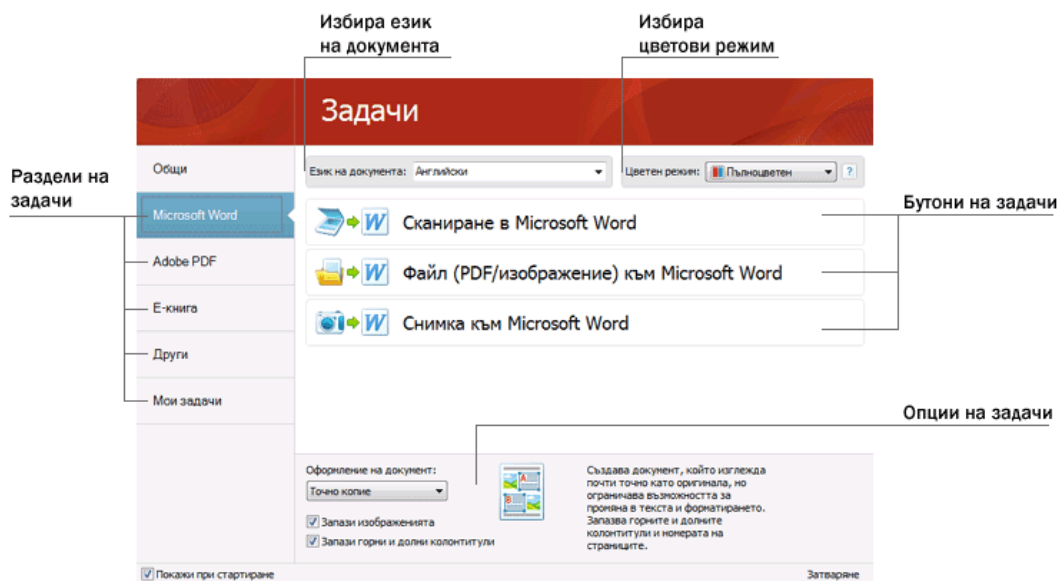 Избира език
на документа
Избира
цветови режим
Задачи
Раздели на
задачи
Общи
Microsoft Word
Adobe PDF
Е-книга
Други
Мои задачи
Език на документа: Английски
Цветен режим: Пълноцветен ?
Бутони на задачи
Сканиране в Microsoft Word
Файл (PDF/изображение) към Microsoft Word
Снимка към Microsoft Word
Опции на задачи
Оформление на документ:
Точно копие
Запази изображенията
Запази горни и долни колонтитули
A
B
Създава документ, който изглежда
почти точно като оригинала, но
ограничава възможността за
промяна в текста и форматирането.
Запазва горните и долните
колонтитули и номерата на
страниците.
Покажи при стартиране
Затваряне